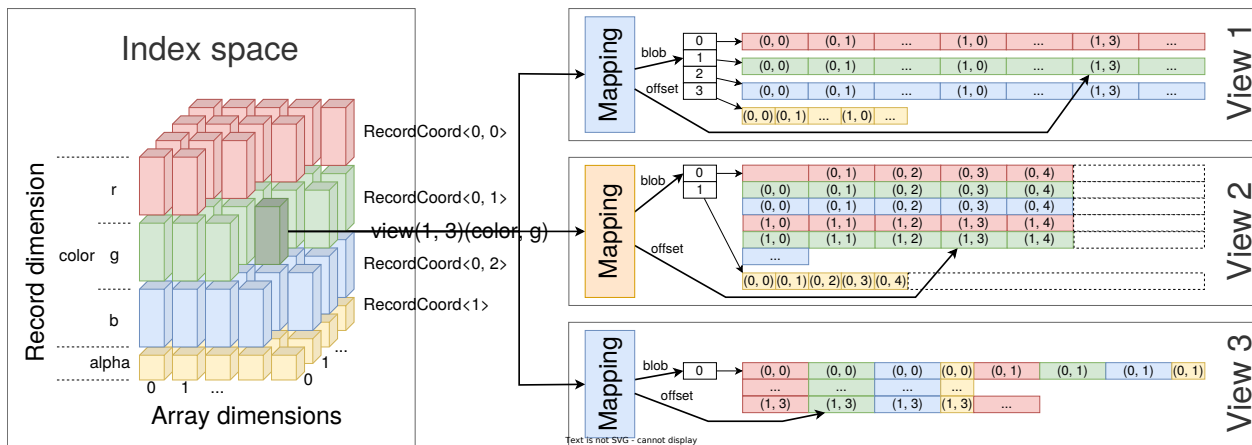 Index space
Record dimension
color
r
g
b
alpha
0
1
...
0
1
...
Array dimensions
RecordCoord<0, 0>
RecordCoord<0, 1>
view(1, 3)(color, g)
RecordCoord<0, 2>
RecordCoord<1>
Mapping
blob
offset
0
1
2
3
(0, 0) (0, 1) ... (1, 0) ... (1, 3) ...
(0, 0) (0, 1) ... (1, 0) ... (1, 3) ...
(0, 0) (0, 1) ... (1, 0) ... (1, 3) ...
(0, 0) (0, 1) ... (1, 0) ...
View 1
Mapping
blob
offset
0
1
(0, 1) (0, 2) (0, 3) (0, 4)
(0, 0) (0, 1) (0, 2) (0, 3) (0, 4)
(0, 0) (0, 1) (0, 2) (0, 3) (0, 4)
(1, 0) (1, 1) (1, 2) (1, 3) (1, 4)
(1, 0) (1, 1) (1, 2) (1, 3) (1, 4)
...
(0, 0) (0, 1) (0, 2) (0, 3) (0, 4)
View 2
Mapping
blob
offset
0
(0, 0) (0, 0) (0, 0) (0, 0) (0, 1) (0, 1) (0, 1) (0, 1)
... ... ... ...
(1, 3) (1, 3) (1, 3) (1, 3) ...
View 3
Text is not SVG - cannot display